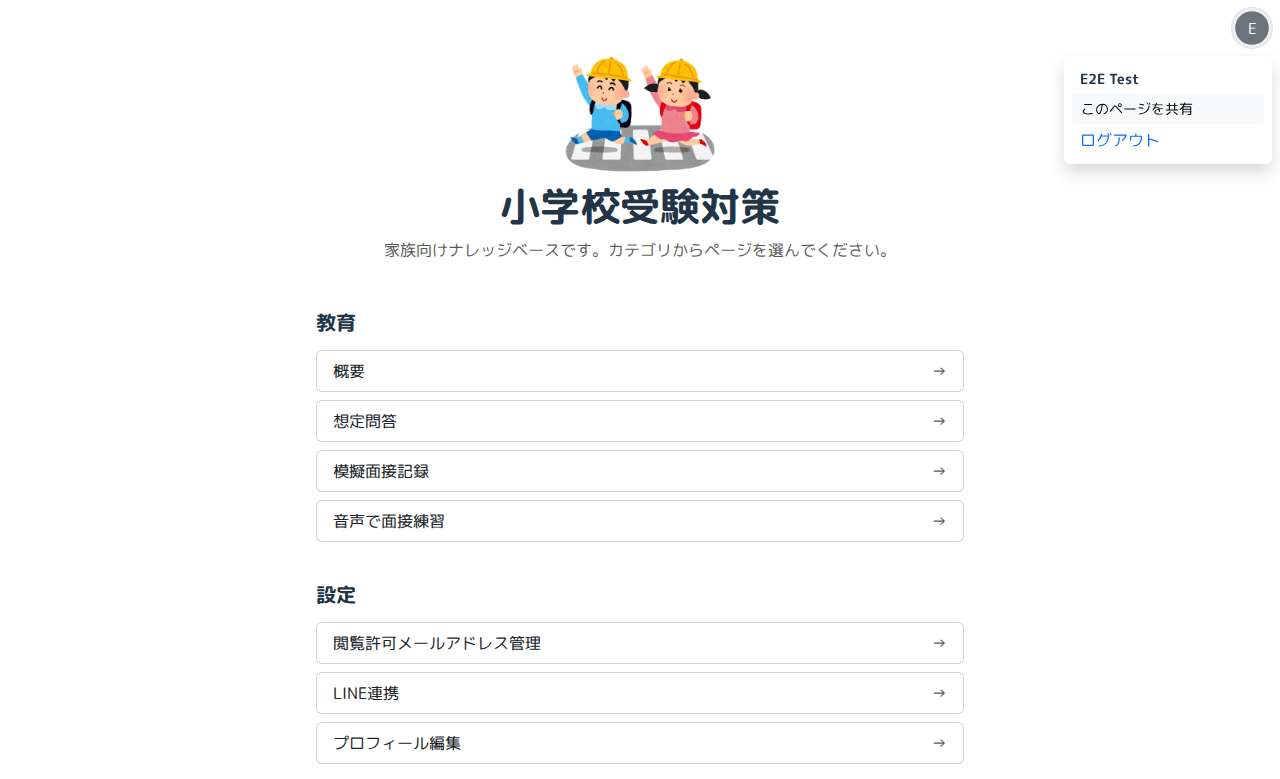 E
E2E Test
このページを共有
ログアウト
小学校受験対策
家族向けナレッジベースです。カテゴリからページを選んでください。
教育
概要 →
想定問答 →
模擬面接記録 →
音声で面接練習 →
設定
閲覧許可メールアドレス管理 →
LINE連携 →
プロフィール編集 →